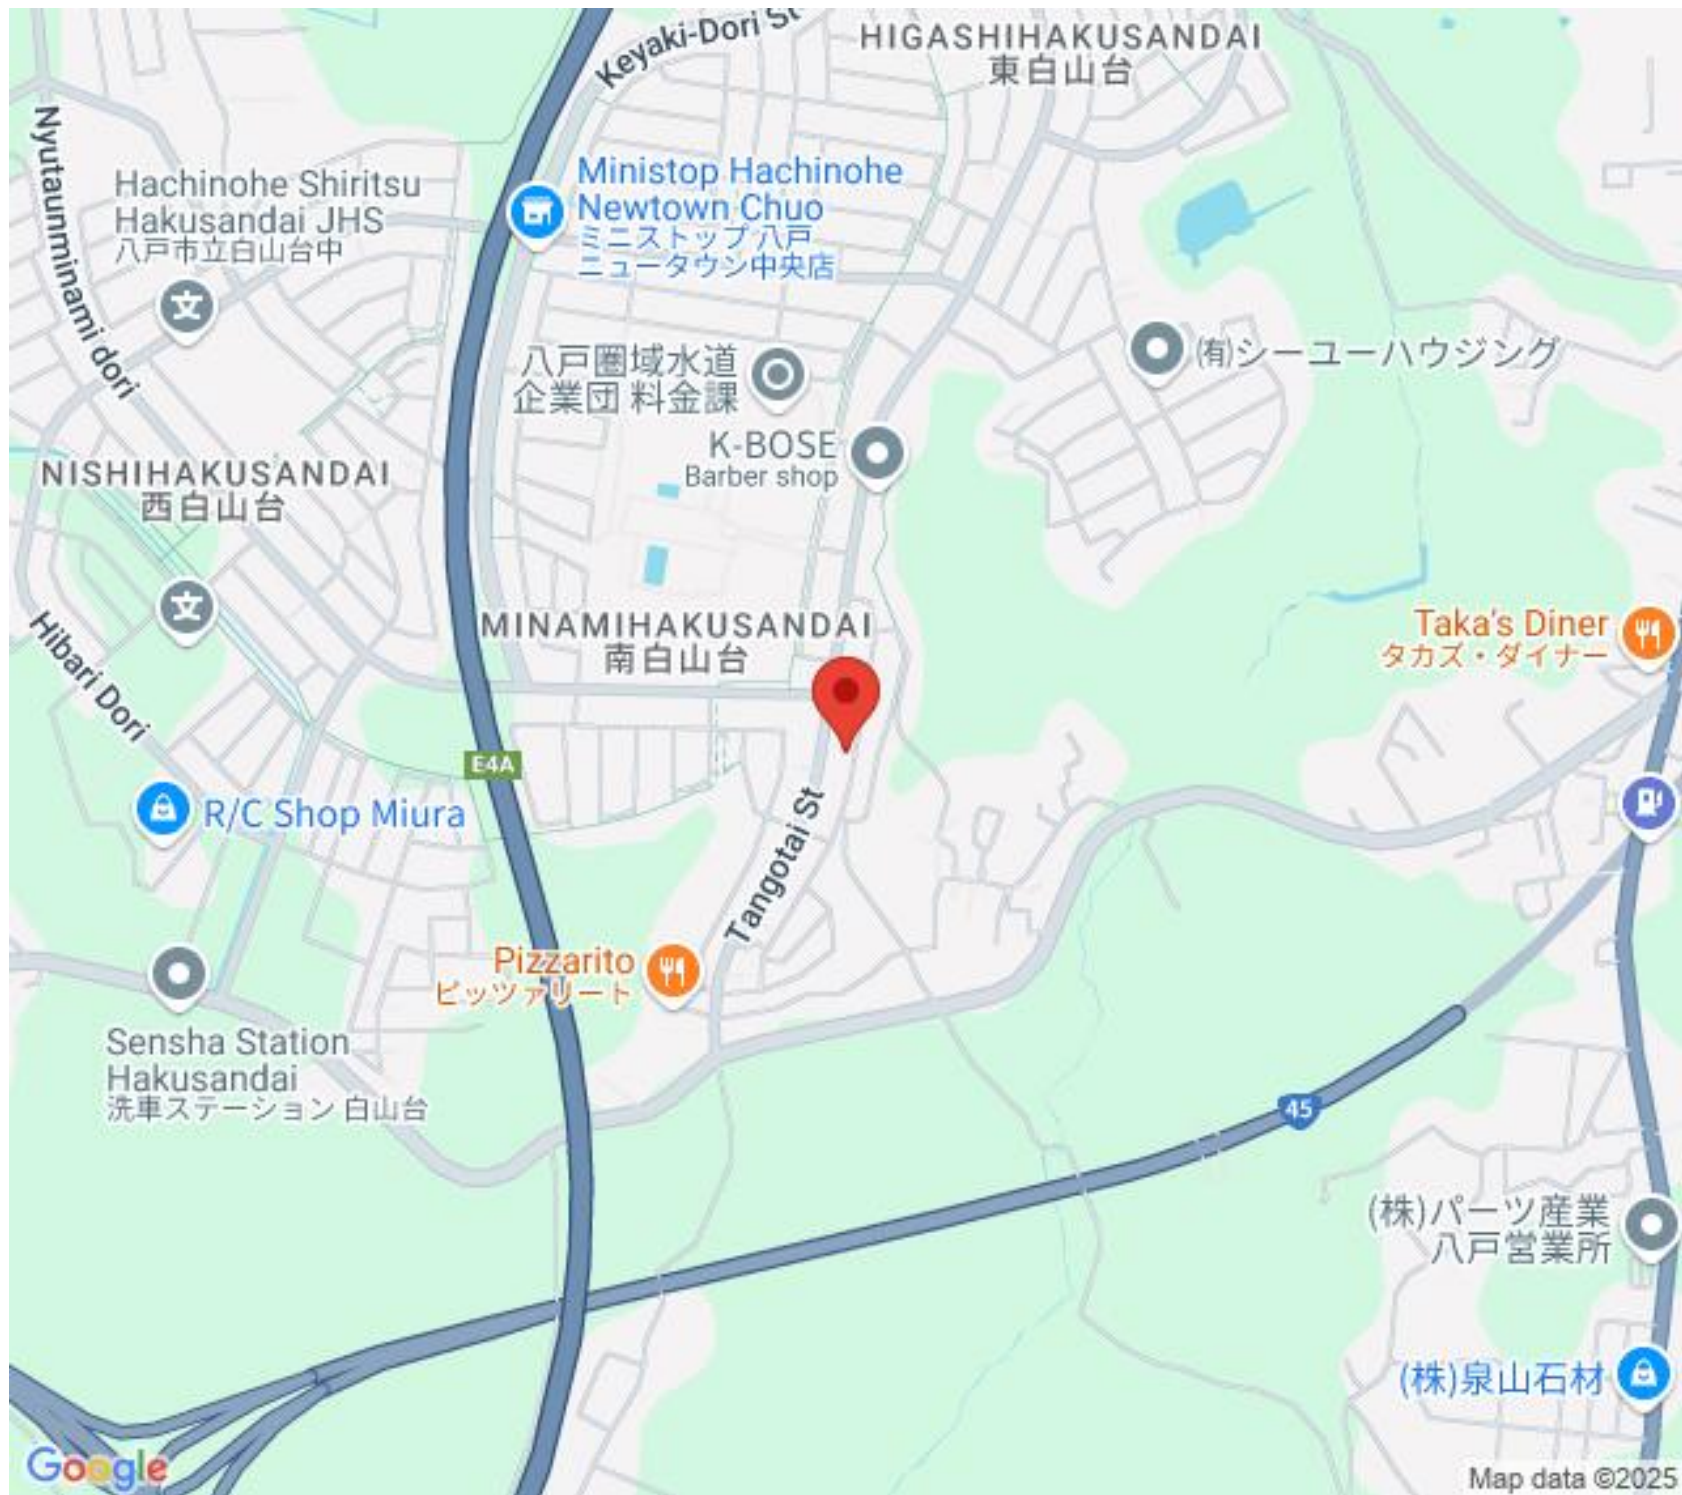 Keyaki-Dori St
HIGASHIHAKUSANDAI
東白山台
Nyutaunminami dori
Hachinohe Shiritsu
Hakusandai JHS
八戸市立白山台中
文
Ministop Hachinohe
Newtown Chuo
ミニストップ 八戸
ニュータウン中央店
八戸圏域水道
企業団 料金課
(有)シーユーハウジング
K-BOSE
Barber shop
NISHIHAKUSANDAI
西白山台
文
Hibari Dori
MINAMIHAKUSANDAI
南白山台
Taka's Diner
タカズ・ダイナー
E4A
R/C Shop Miura
Tangotai St
Pizzarito
ピッツァリート
Sensha Station
Hakusandai
洗車ステーション 白山台
45
(株)パーツ産業
八戸営業所
(株)泉山石材
Google
Map data ©2025